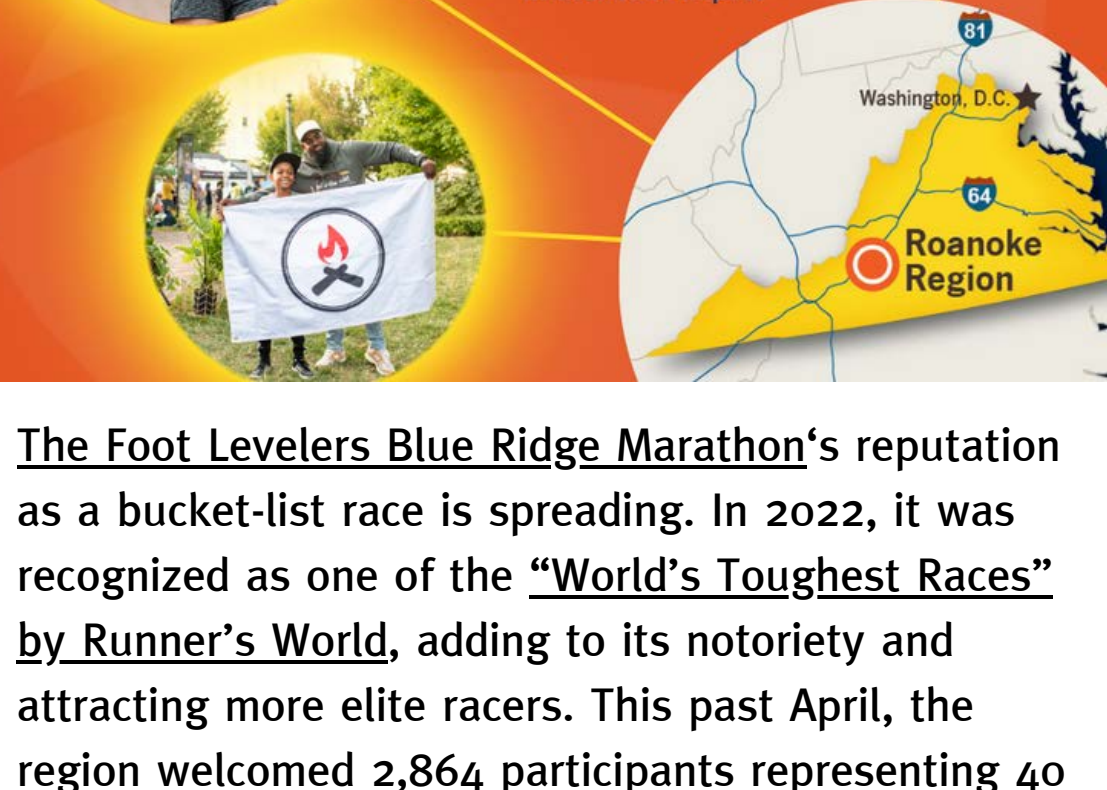 81
Washington, D.C.
64
Roanoke
Region
The Foot Levelers Blue Ridge Marathon‘s reputation
as a bucket-list race is spreading. In 2022, it was
recognized as one of the “World’s Toughest Races”
by Runner’s World, adding to its notoriety and
attracting more elite racers. This past April, the
region welcomed 2,864 participants representing 40